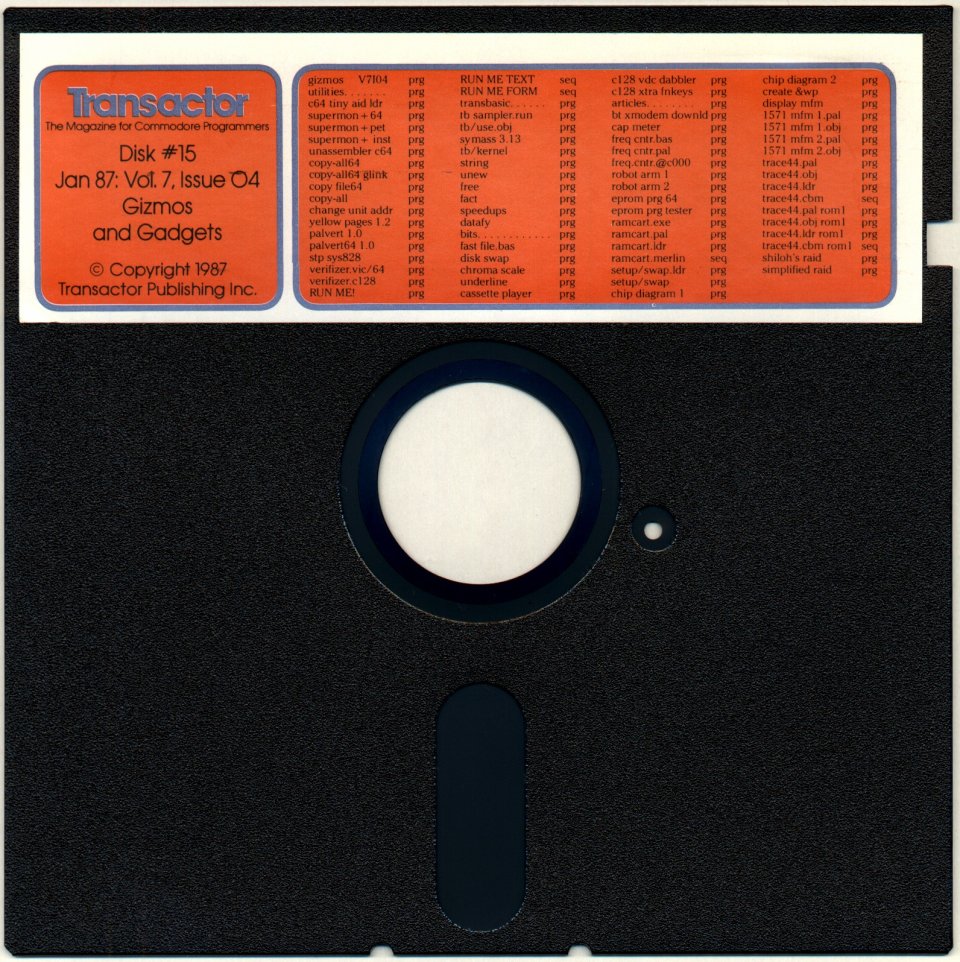 Transactor
The Magazine for Commodore Programmers
Disk #15
Jan 87: Vol. 7, Issue 04
Gizmos
and Gadgets
© Copyright 1987
Transactor Publishing Inc.
gizmos V7I04 prg
utilities....... prg
c64 tiny aid ldr prg
supermon+64 prg
supermon+pet prg
supermon+ inst prg
unassembler c64 prg
copy-all64 prg
copy-all64 glink prg
copy file64 prg
copy-all prg
change unit addr prg
yellow pages 1.2 prg
palvert 1.0 prg
palvert64 1.0 prg
stp sys828 prg
verifizer.vic/64 prg
verifizer.c128 prg
RUN ME! prg
RUN ME TEXT seq
RUN ME FORM seq
transbasic...... prg
tb sampler.run prg
tb/use.obj prg
symass 3.13 prg
tb/kernel prg
string prg
unew prg
free prg
fact prg
speedups prg
datafy prg
bits............ prg
fast file.bas prg
disk swap prg
chroma scale prg
underline prg
cassette player prg
c128 vdc dabbler prg
c128 xtra fnkeys prg
articles........ prg
bt xmodem downld prg
cap meter prg
freq cntr.bas prg
freq cntr.pal prg
freq.cntr.@c000 prg
robot arm 1 prg
robot arm 2 prg
eprom prg 64 prg
eprom prg tester prg
ramcart.exe prg
ramcart.pal prg
ramcart.ldr prg
ramcart.merlin seq
setup/swap.ldr prg
setup/swap prg
chip diagram 1 prg
chip diagram 2 prg
create &wp prg
display mfm prg
1571 mfm 1.pal prg
1571 mfm 1.obj prg
1571 mfm 2.pal prg
1571 mfm 2.obj prg
trace44.pal prg
trace44.obj prg
trace44.ldr prg
trace44.cbm seq
trace44.pal rom1 prg
trace44.obj rom1 prg
trace44.ldr rom1 prg
trace44.cbm rom1 seq
shiloh's raid prg
simplified raid prg